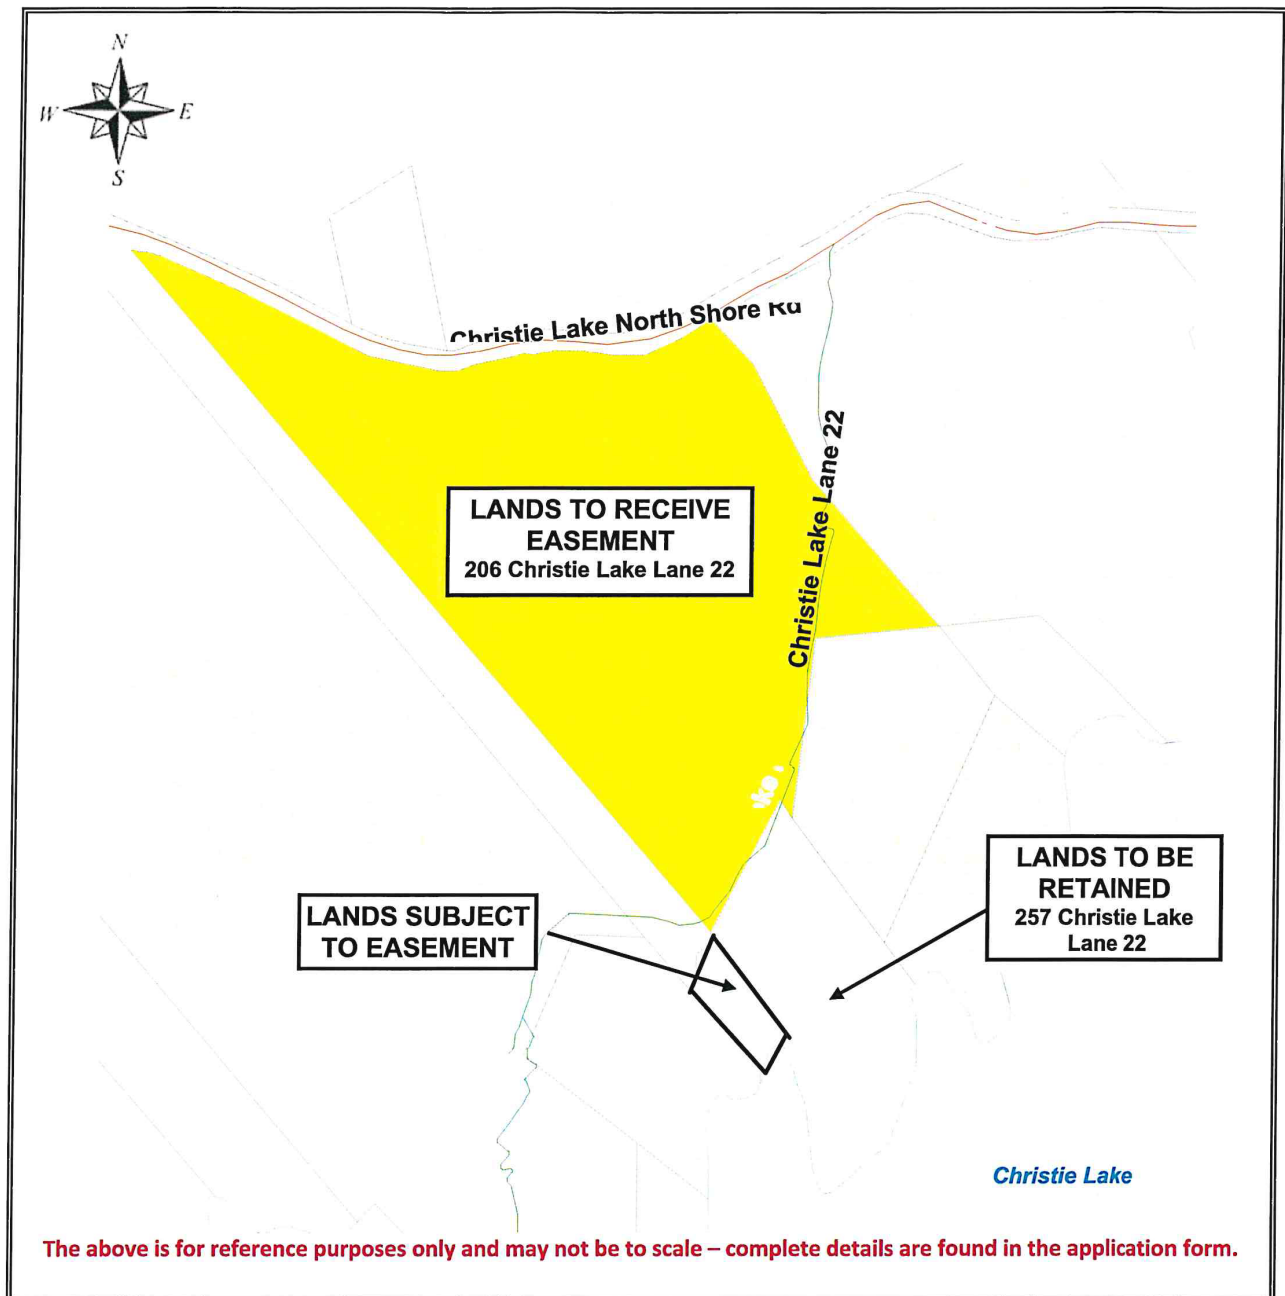 N
W E
S
Christie Lake North Shore Rd
Christie Lake Lane 22
LANDS TO RECEIVE
EASEMENT
206 Christie Lake Lane 22
LANDS TO BE
RETAINED
257 Christie Lake
Lane 22
LANDS SUBJECT
TO EASEMENT
Christie Lake
The above is for reference purposes only and may not be to scale – complete details are found in the application form.